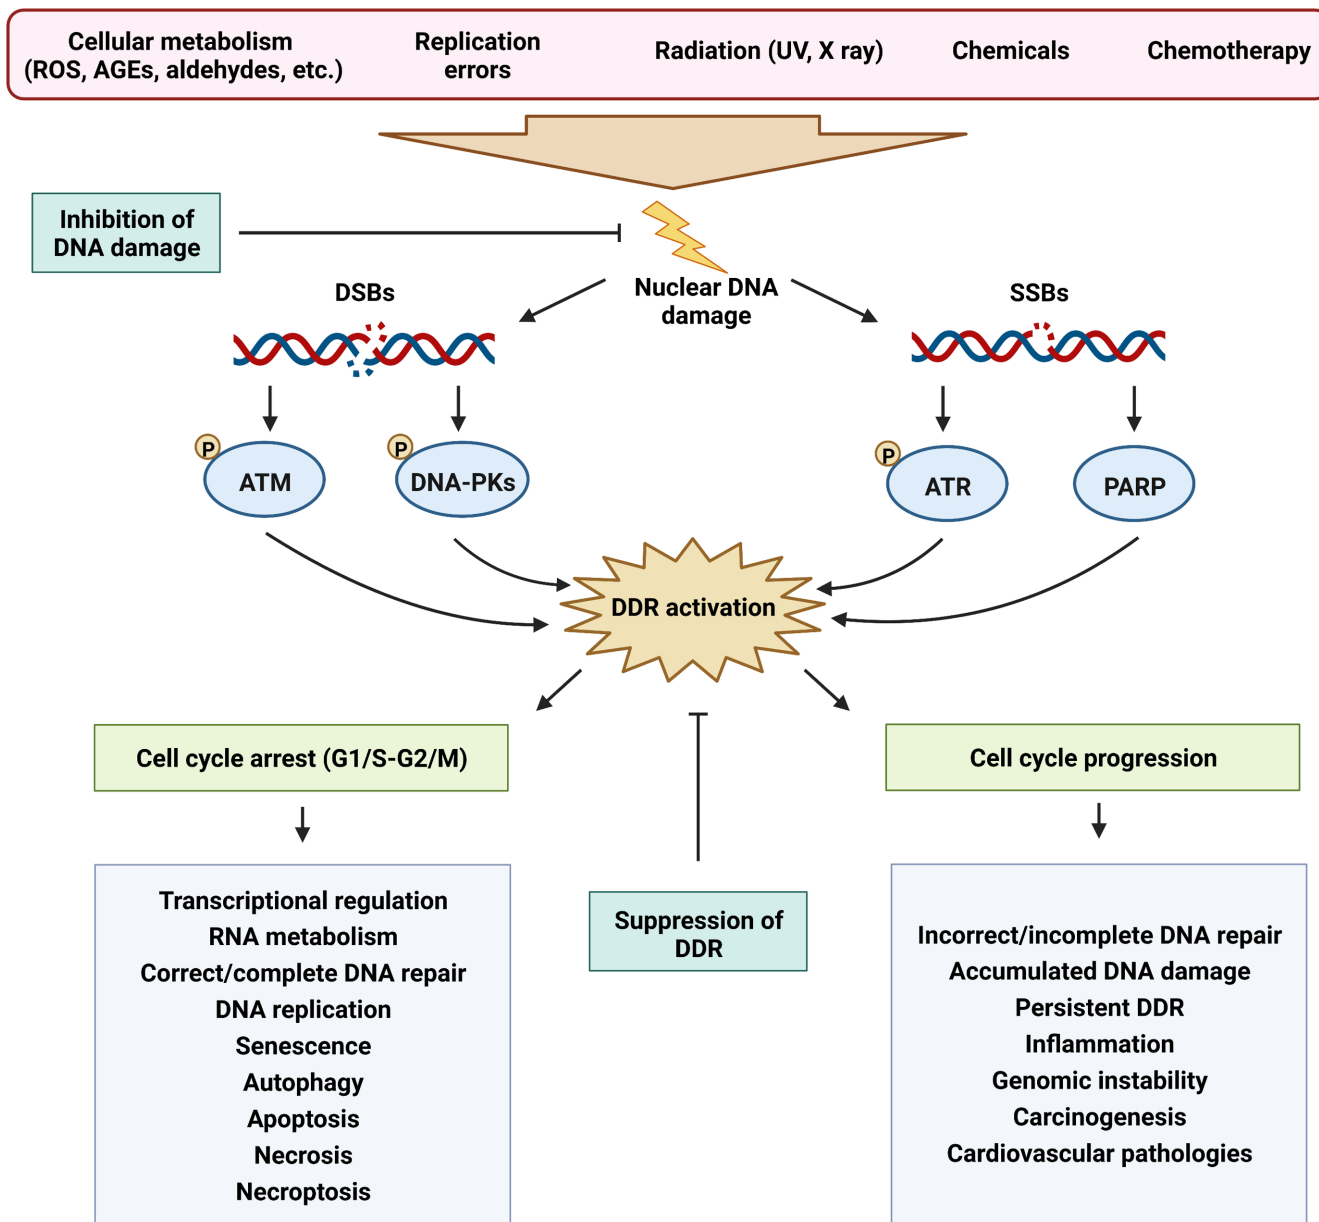 Cellular metabolism
(ROS, AGEs, aldehydes, etc.)
Replication
errors
Radiation (UV, X ray)
Chemicals
Chemotherapy
Inhibition of
DNA damage
Nuclear DNA
damage
DSBs
SSBs
P
ATM
P
DNA-PKs
P
ATR
PARP
DDR activation
Cell cycle arrest (G1/S-G2/M)
Cell cycle progression
Transcriptional regulation
RNA metabolism
Correct/complete DNA repair
DNA replication
Senescence
Autophagy
Apoptosis
Necrosis
Necroptosis
Suppression of
DDR
Incorrect/incomplete DNA repair
Accumulated DNA damage
Persistent DDR
Inflammation
Genomic instability
Carcinogenesis
Cardiovascular pathologies